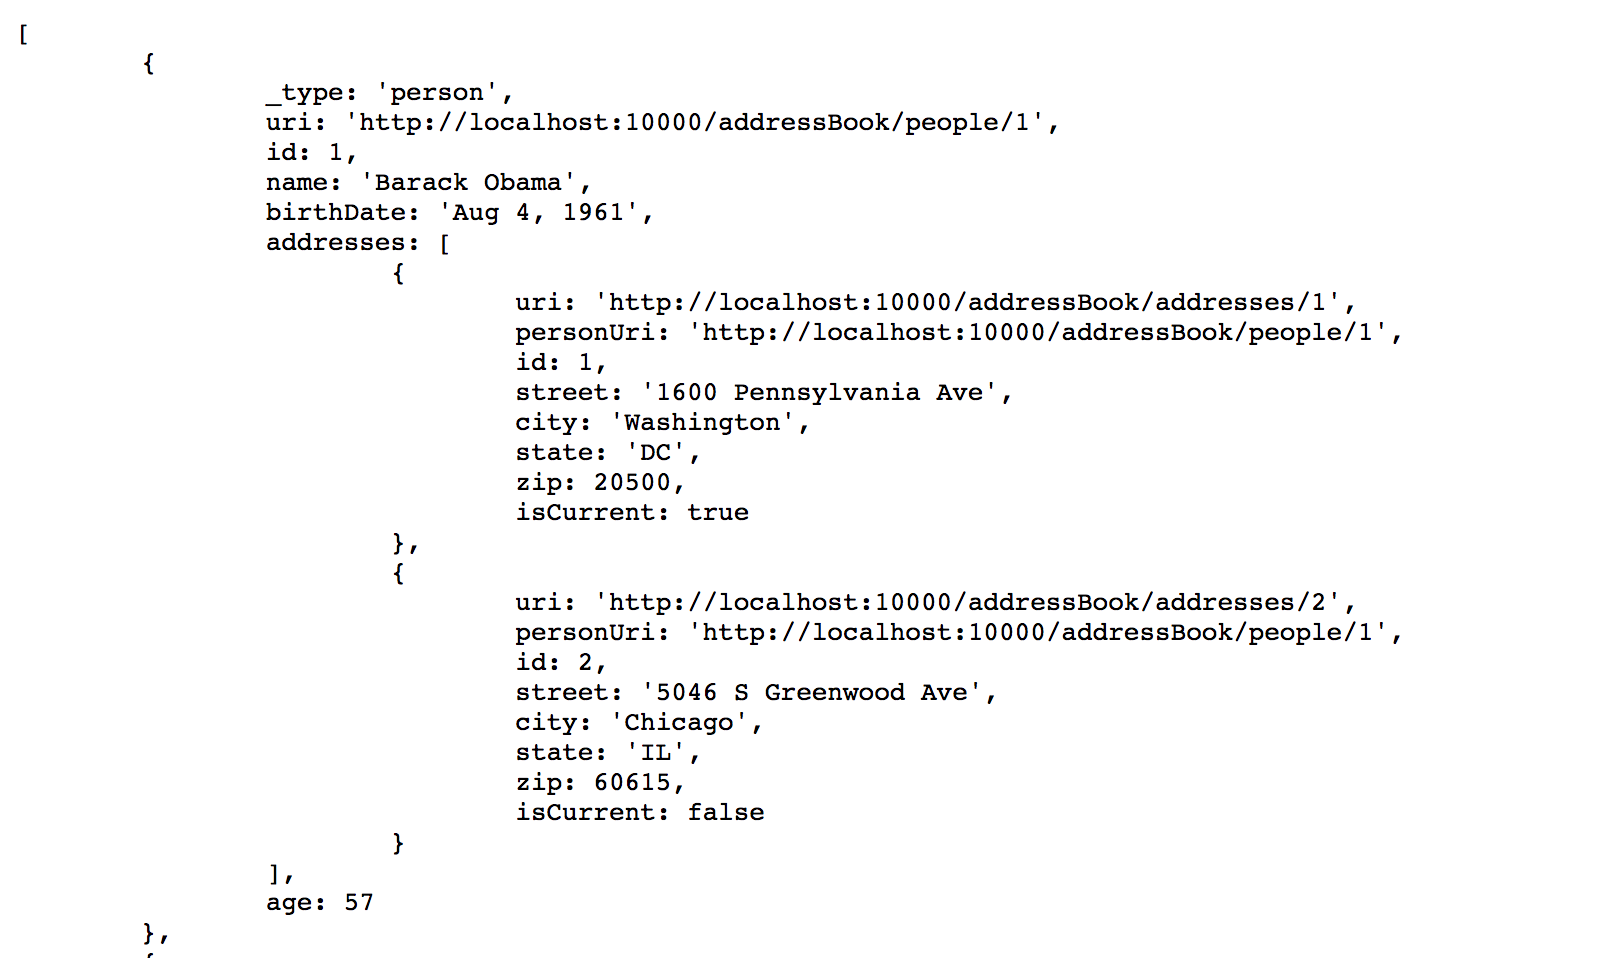 [
{
_type: 'person',
uri: 'http://localhost:10000/addressBook/people/1',
id: 1,
name: 'Barack Obama',
birthDate: 'Aug 4, 1961',
addresses: [
{
uri: 'http://localhost:10000/addressBook/addresses/1',
personUri: 'http://localhost:10000/addressBook/people/1',
id: 1,
street: '1600 Pennsylvania Ave',
city: 'Washington',
state: 'DC',
zip: 20500,
isCurrent: true
},
{
uri: 'http://localhost:10000/addressBook/addresses/2',
personUri: 'http://localhost:10000/addressBook/people/1',
id: 2,
street: '5046 S Greenwood Ave',
city: 'Chicago',
state: 'IL',
zip: 60615,
isCurrent: false
}
],
age: 57
},